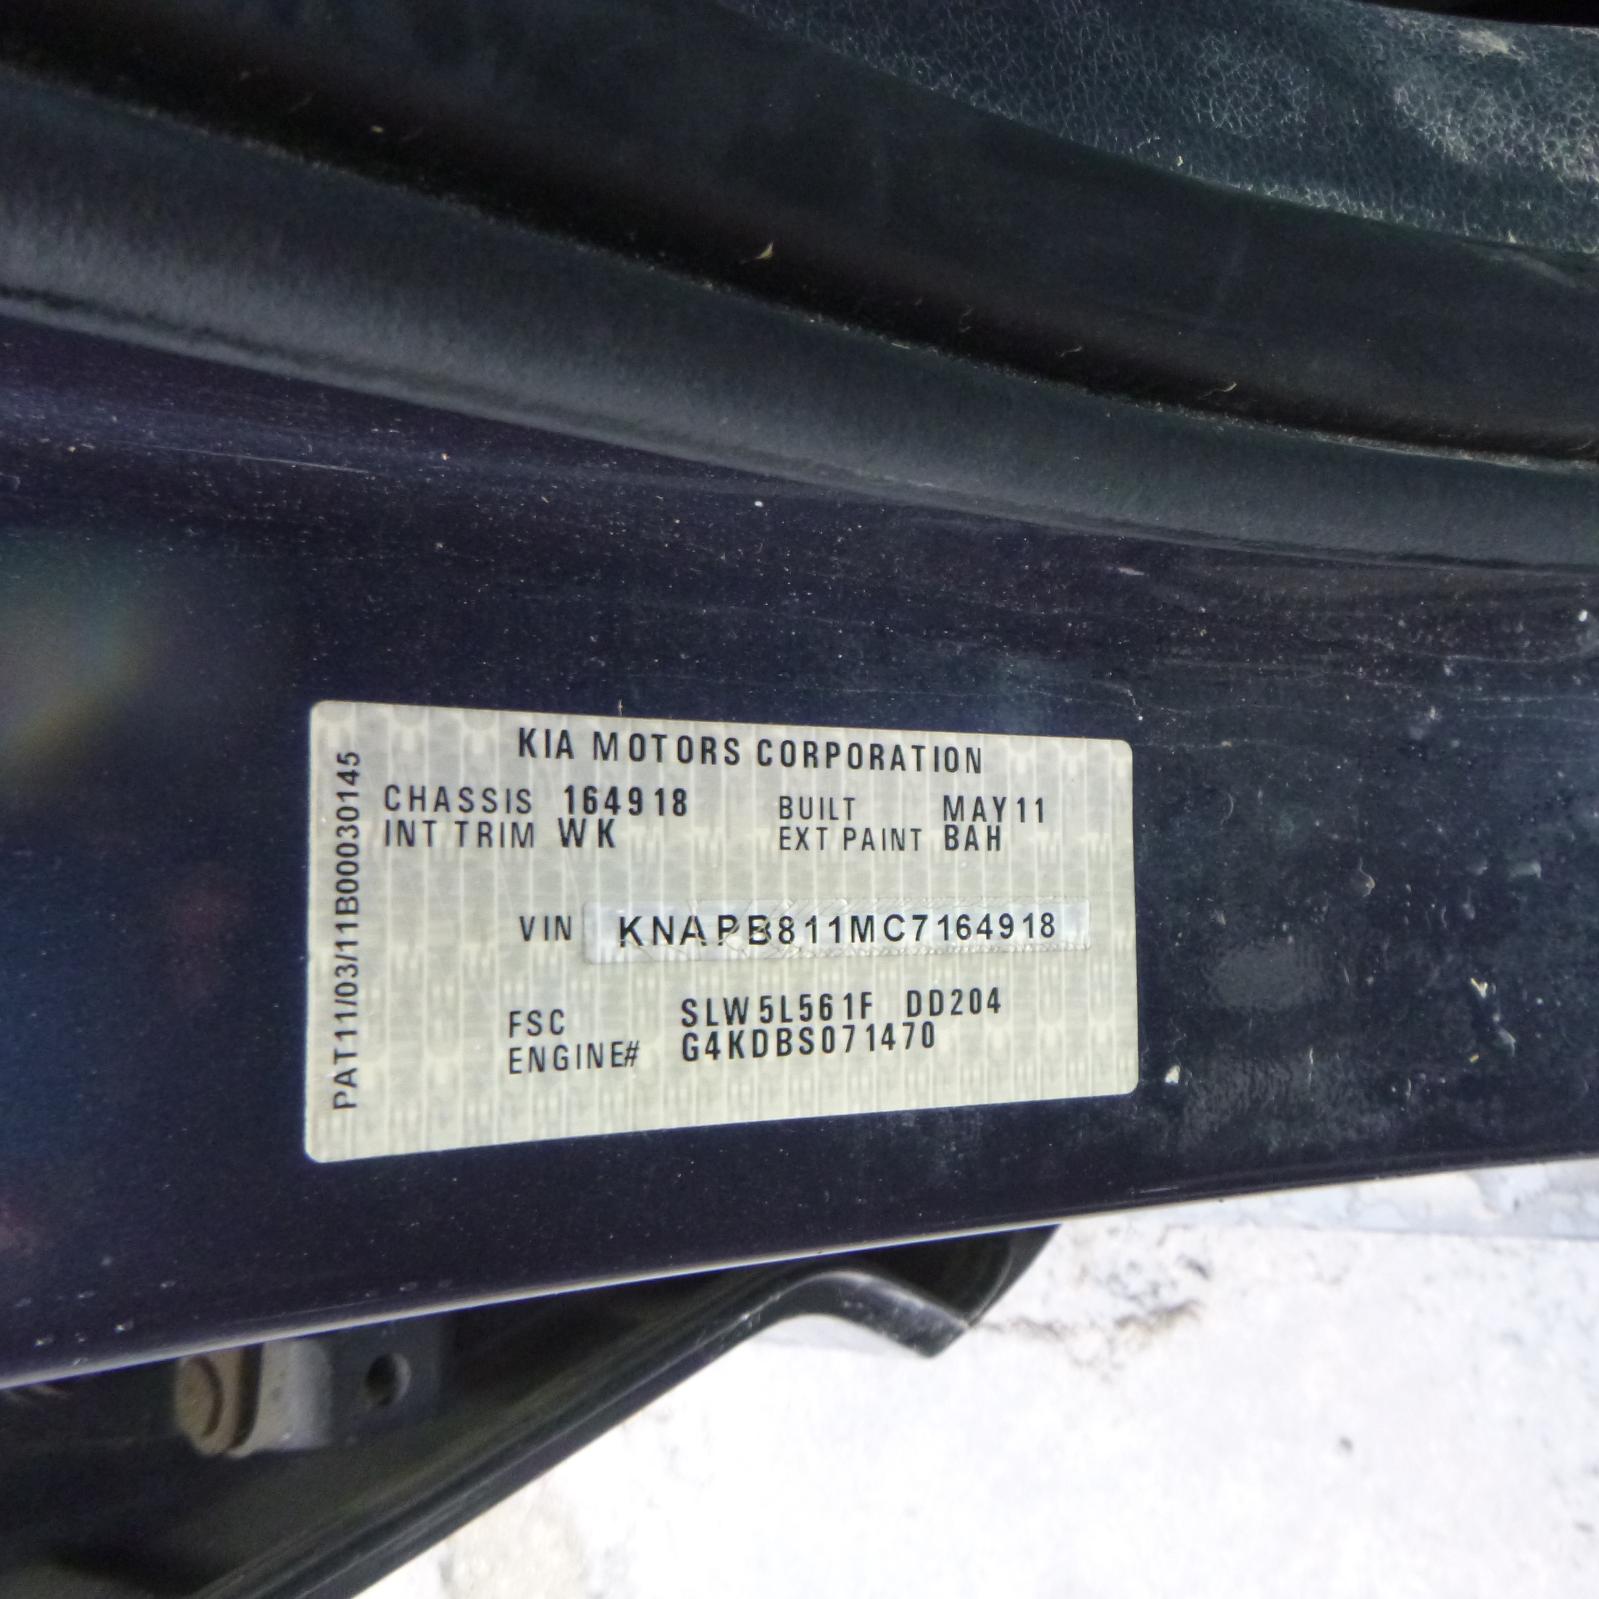 KIA MOTORS CORPORATION
CHASSIS 164918 BUILT MAY11
INT TRIM WK EXT PAINT BAH
VIN KNAPB811MC7164918
FSC SLW5L561F DD204
ENGINE# G4KDBS071470
PAT11/03/11B00030145